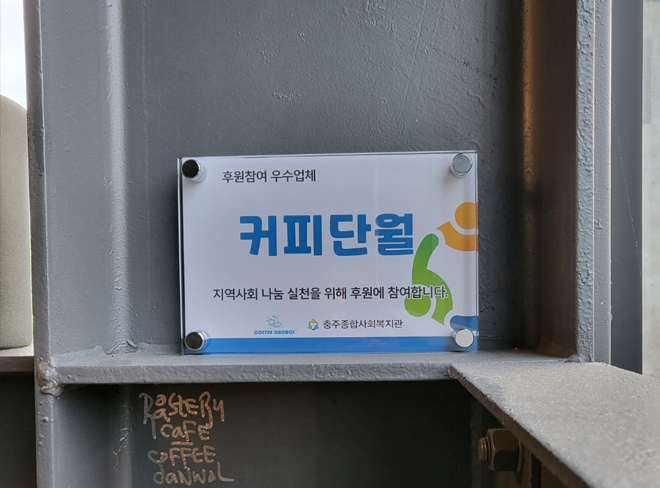 후원참여 우수업체
커피단월
지역사회 나눔 실천을 위해 후원에 참여합니다.
COFFEE DANWOL
충주종합사회복지관
RoasteRy
CaFe
COFFEE
daNWoL